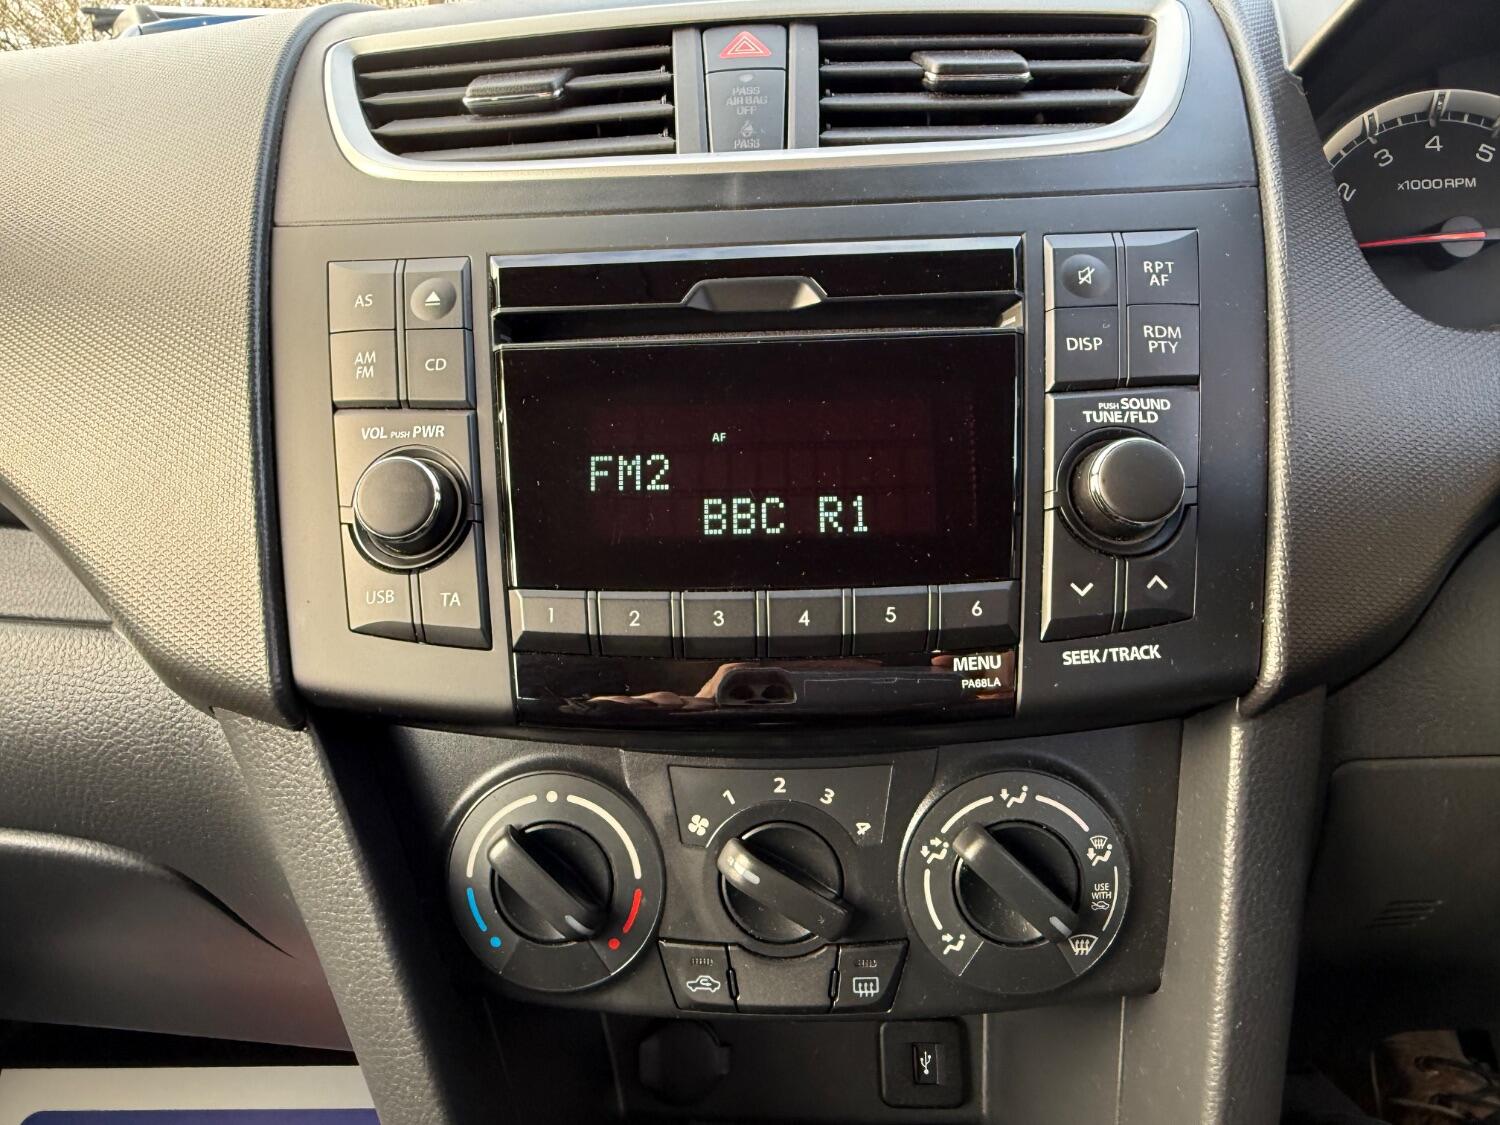 PASS
AIR BAG
OFF
PASS
2
3
4
5
x1000RPM
AS
AM
FM
CD
VOL PUSH PWR
USB
TA
AF
FM2
BBC R1
1
2
3
4
5
6
MENU
PA68LA
RPT
AF
DISP
RDM
PTY
PUSH SOUND
TUNE/FLD
SEEK/TRACK
1
2
3
4
USE
WITH